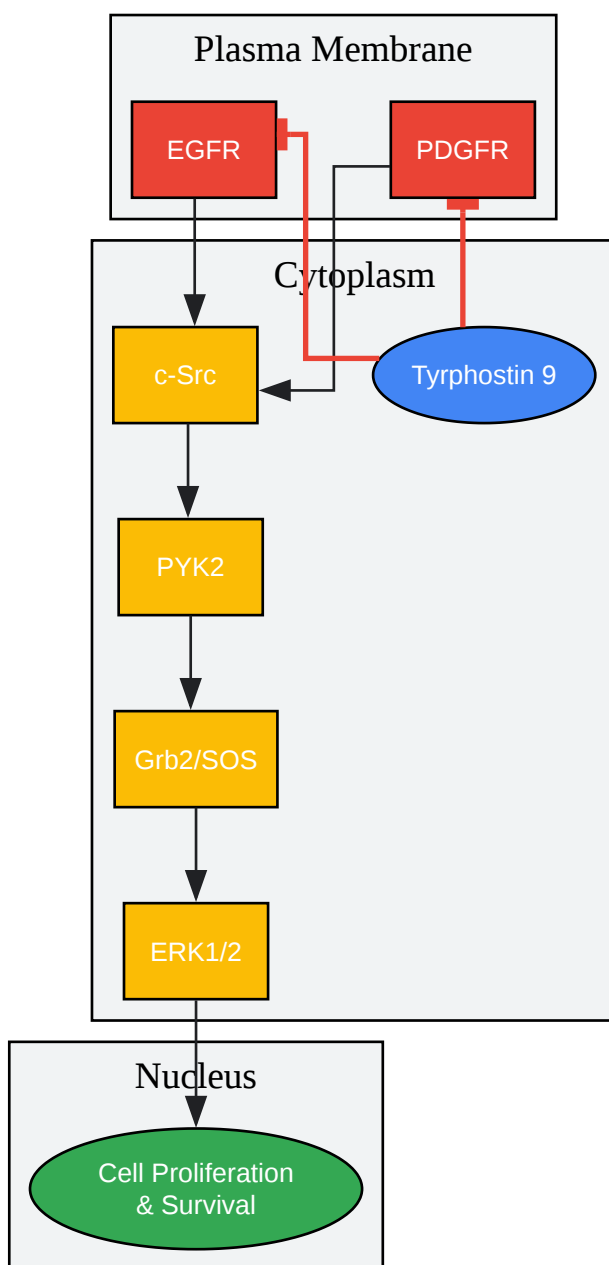 Plasma Membrane
EGFR
PDGFR
Cytoplasm
c-Src
Tyrphostin 9
PYK2
Grb2/SOS
ERK1/2
Nucleus
Cell Proliferation
& Survival